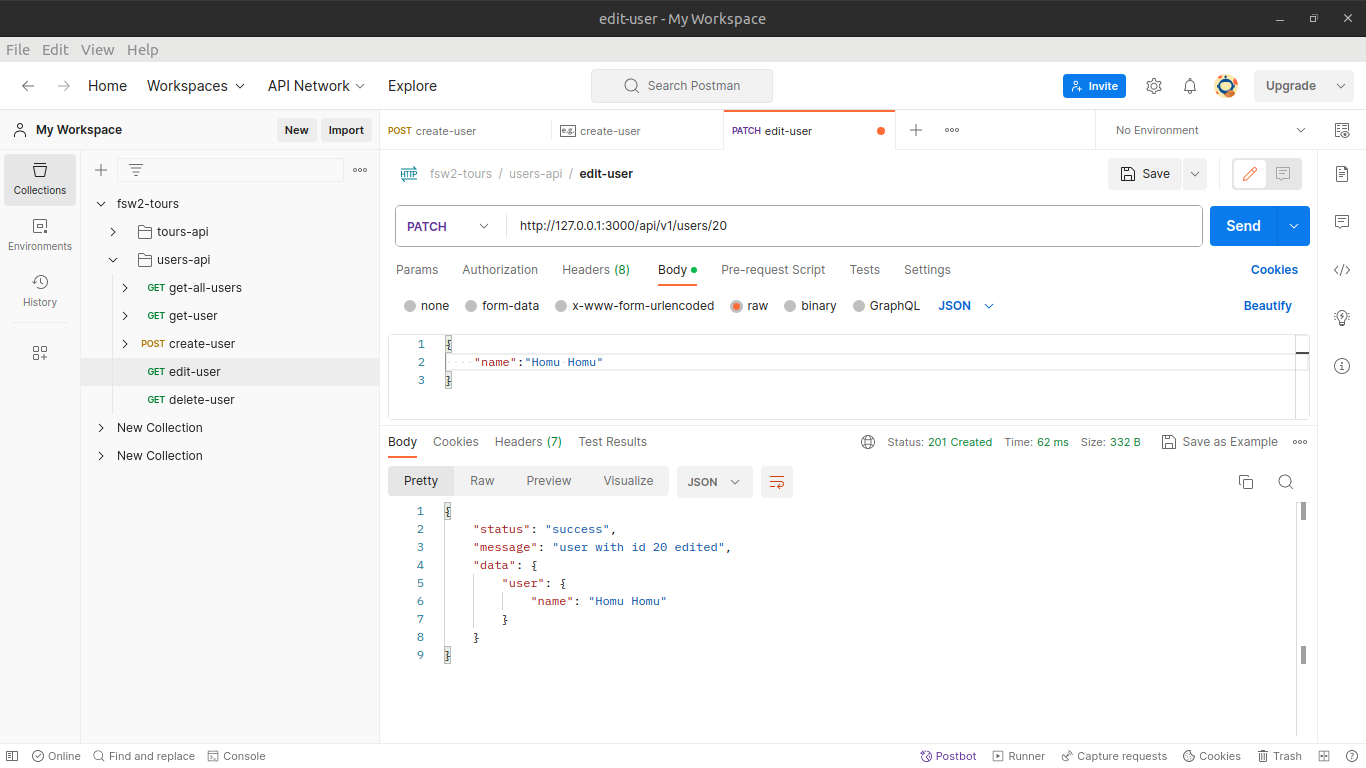 edit-user - My Workspace
File Edit View Help
Home Workspaces API Network Explore Search Postman Invite Upgrade
My Workspace New Import
POST create-user e.g. create-user PATCH edit-user No Environment
Collections
Environments
History
fsw2-tours
tours-api
users-api
GET get-all-users
GET get-user
POST create-user
GET edit-user
GET delete-user
New Collection
New Collection
HTTP fsw2-tours / users-api / edit-user Save
PATCH http://127.0.0.1:3000/api/v1/users/20 Send
Params Authorization Headers (8) Body Pre-request Script Tests Settings Cookies
none form-data x-www-form-urlencoded raw binary GraphQL JSON Beautify
1 {
2 "name":"Homu Homu"
3 }
Body Cookies Headers (7) Test Results Status: 201 Created Time: 62 ms Size: 332 B Save as Example
Pretty Raw Preview Visualize JSON
1 {
2 "status": "success",
3 "message": "user with id 20 edited",
4 "data": {
5 "user": {
6 "name": "Homu Homu"
7 }
8 }
9 }
Online Find and replace Console Postbot Runner Capture requests Cookies Trash